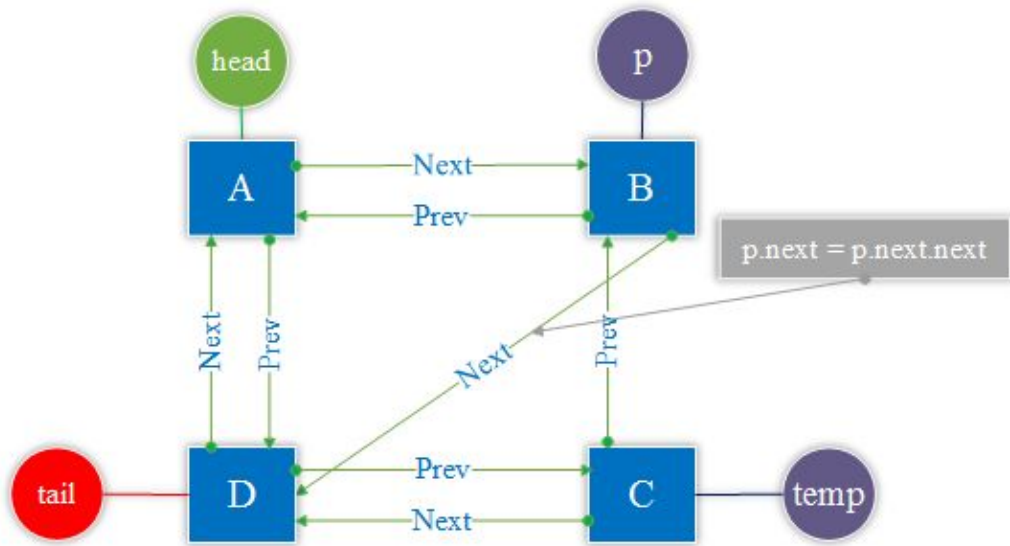 head
p
A
Next
B
Prev
p.next = p.next.next
Next
Prev
Next
Prev
tail
D
Prev
Next
C
temp